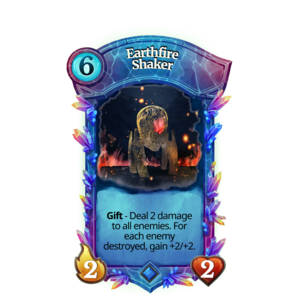 6
Earthfire
Shaker
Gift - Deal 2 damage
to all enemies. For
each enemy
destroyed, gain +2/+2.
2
2